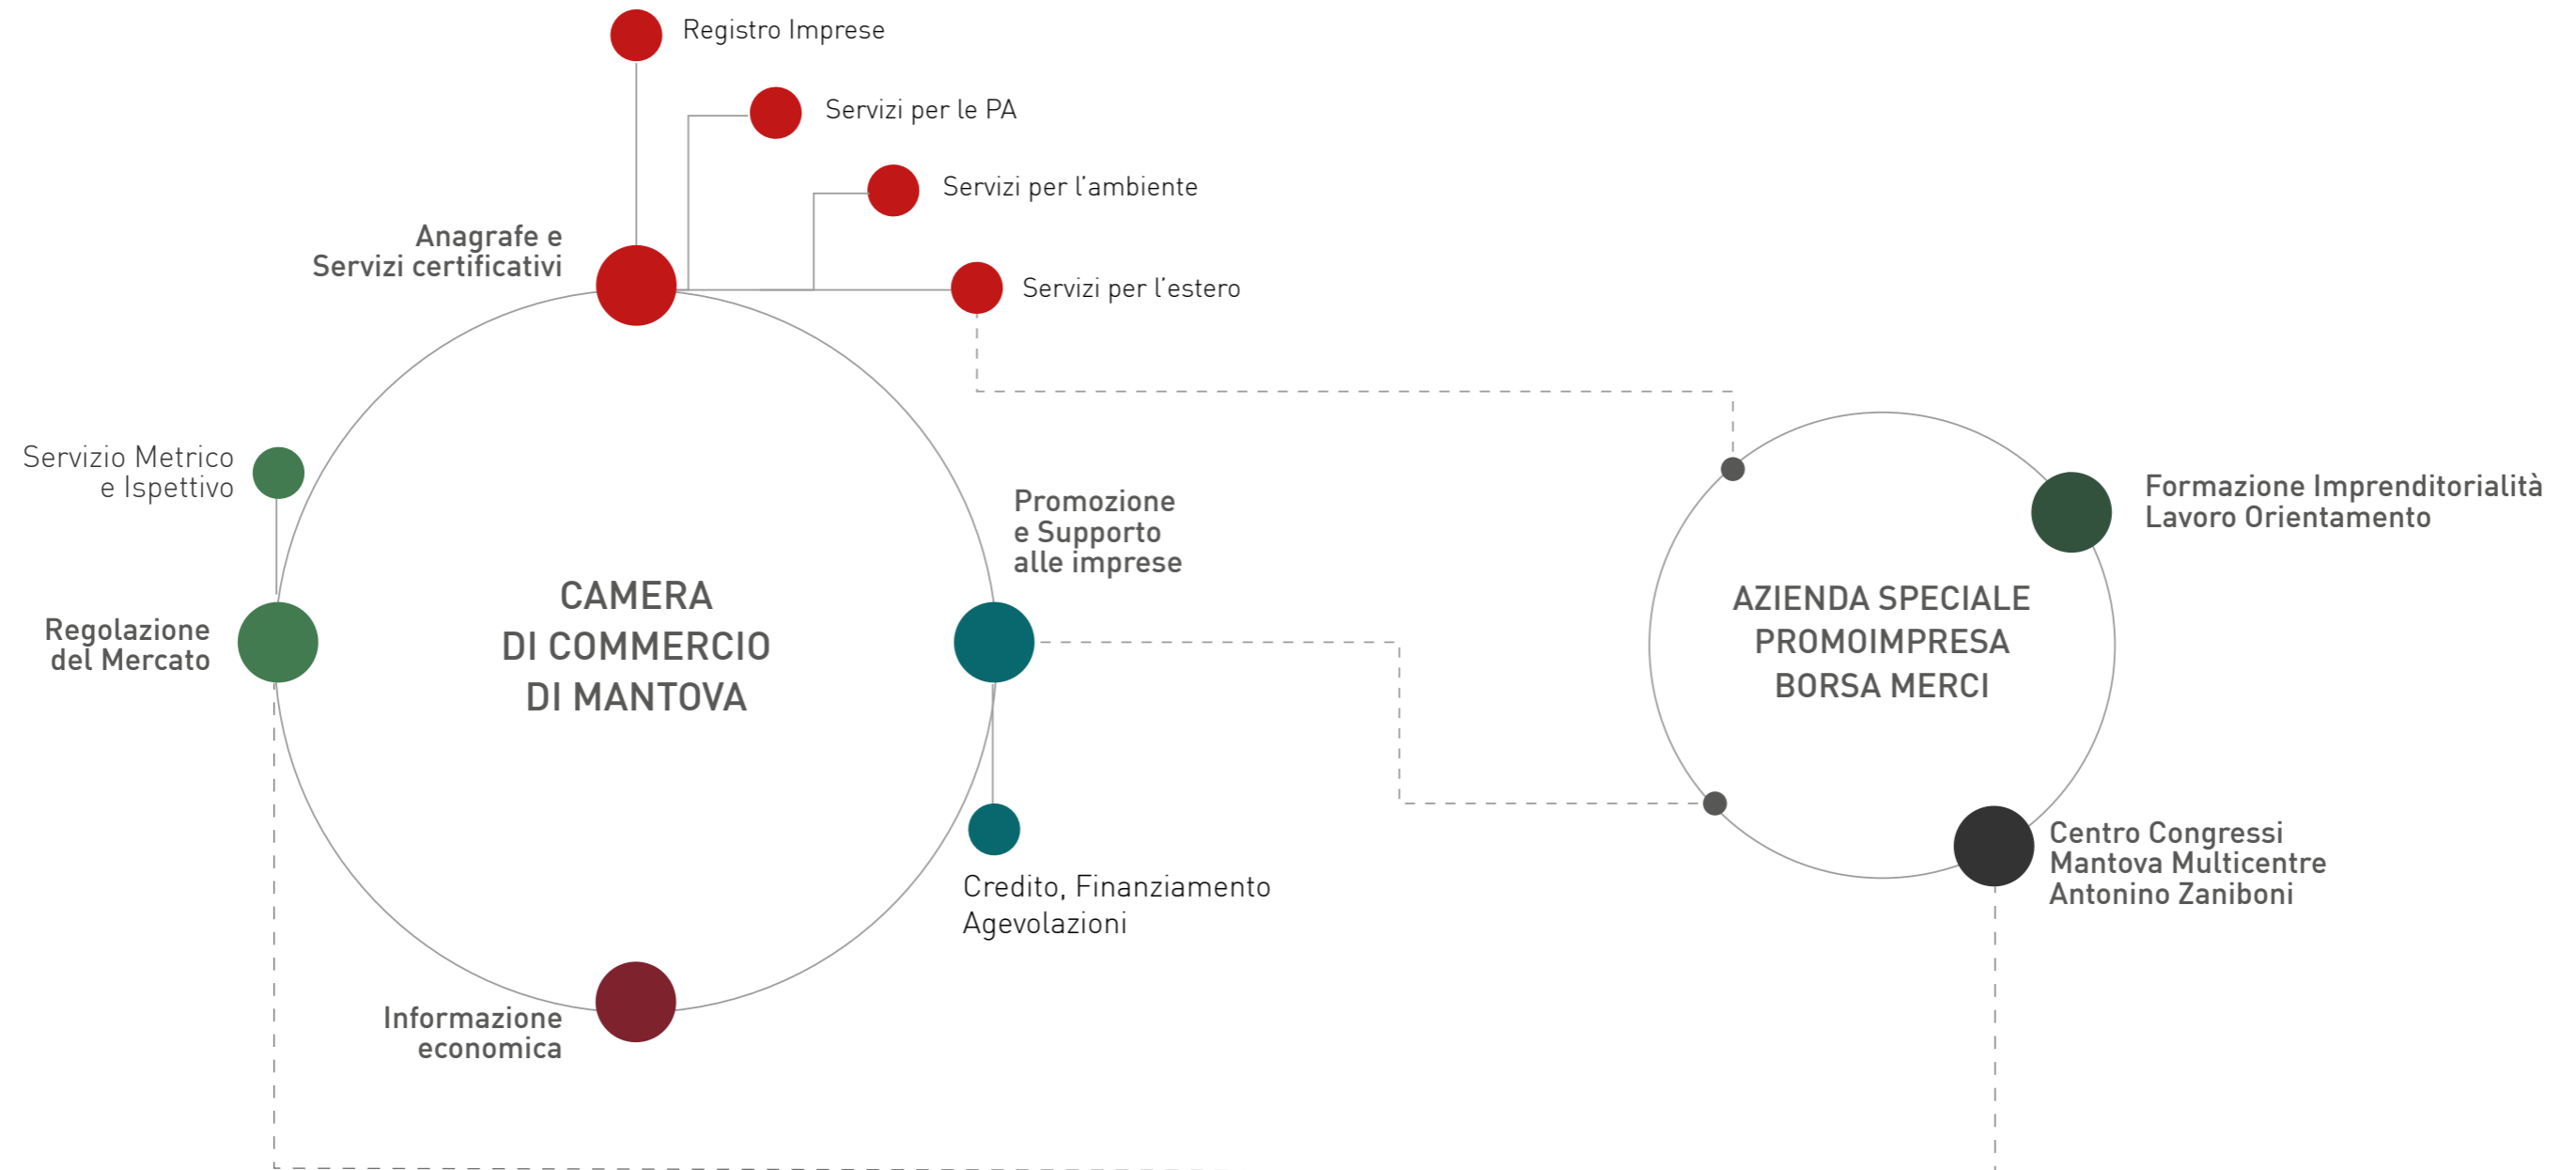 Registro Imprese
Servizi per le PA
Servizi per l'ambiente
Anagrafe e
Servizi certificativi
Servizi per l'estero
Servizio Metrico
e Ispettivo
Promozione
e Supporto
alle imprese
Formazione Imprenditorialità
Lavoro Orientamento
CAMERA
DI COMMERCIO
DI MANTOVA
AZIENDA SPECIALE
PROMOIMPRESA
BORSA MERCI
Regolazione
del Mercato
Credito, Finanziamento
Agevolazioni
Centro Congressi
Mantova Multicentre
Antonino Zaniboni
Informazione
economica